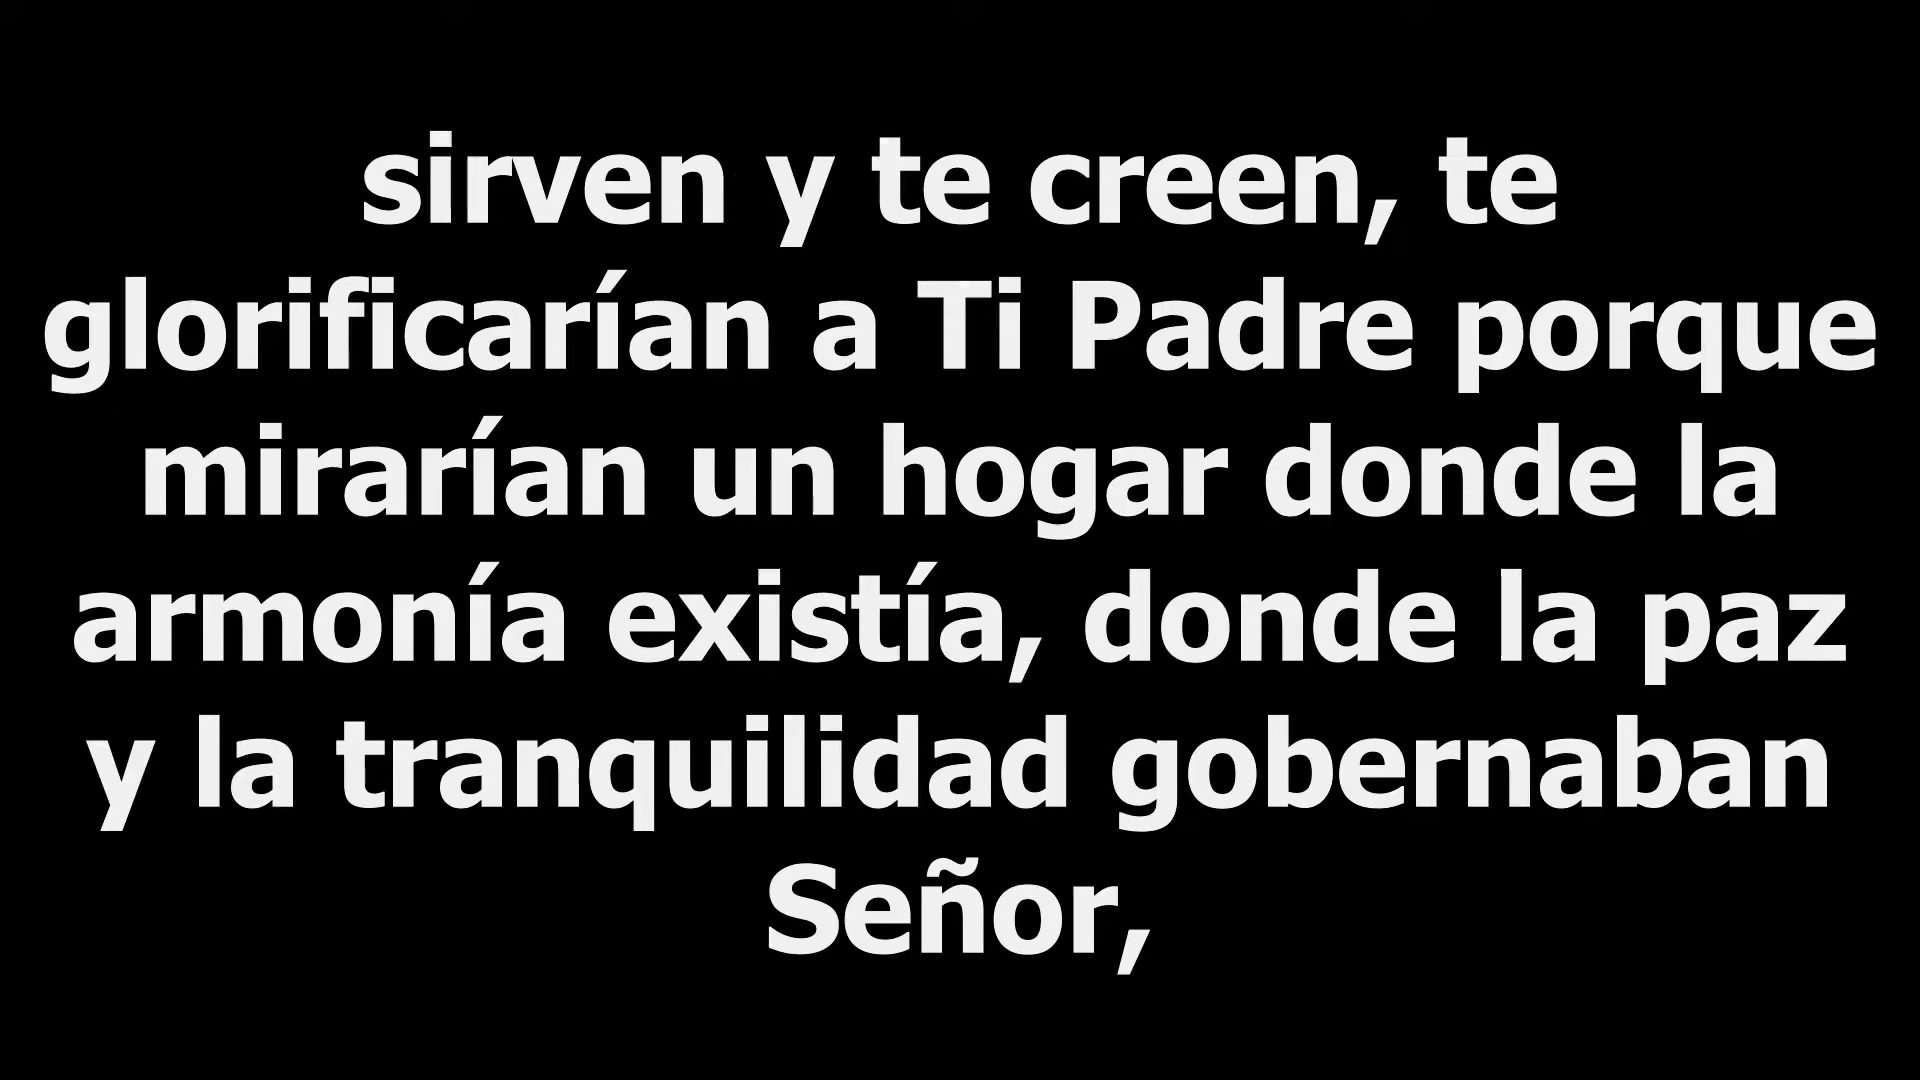 sirven y te creen, te
glorificarían a Ti Padre porque
mirarían un hogar donde la
armonía existía, donde la paz
y la tranquilidad gobernaban
Señor,